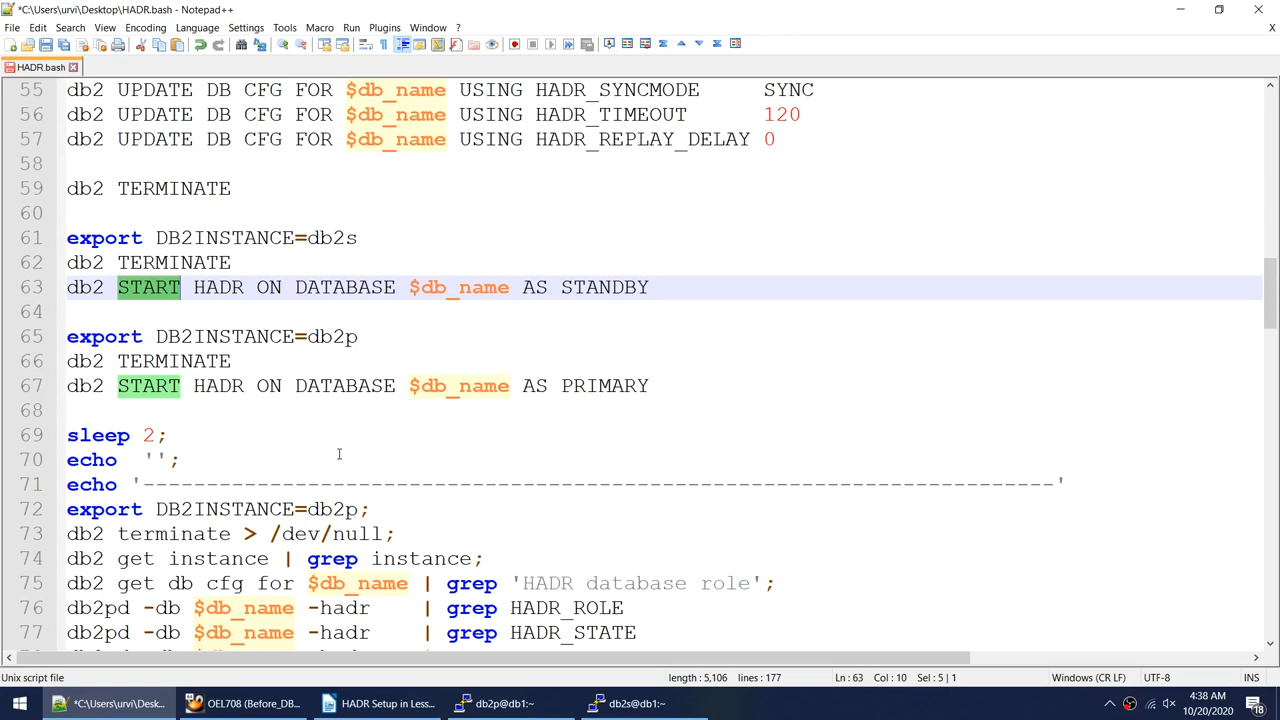 *C:\Users\urvi\Desktop\HADR.bash - Notepad++
File Edit Search View Encoding Language Settings Tools Macro Run Plugins Window ?
X
HADR.bash
55 db2 UPDATE DB CFG FOR $db_name USING HADR_SYNCMODE SYNC
56 db2 UPDATE DB CFG FOR $db_name USING HADR_TIMEOUT 120
57 db2 UPDATE DB CFG FOR $db_name USING HADR_REPLAY_DELAY 0
58
59 db2 TERMINATE
60
61 export DB2INSTANCE=db2s
62 db2 TERMINATE
63 db2 START HADR ON DATABASE $db_name AS STANDBY
64
65 export DB2INSTANCE=db2p
66 db2 TERMINATE
67 db2 START HADR ON DATABASE $db_name AS PRIMARY
68
69 sleep 2;
70 echo '';
71 echo '------------------------------------------------------------------------'
72 export DB2INSTANCE=db2p;
73 db2 terminate > /dev/null;
74 db2 get instance | grep instance;
75 db2 get db cfg for $db_name | grep 'HADR database role';
76 db2pd -db $db_name -hadr | grep HADR_ROLE
77 db2pd -db $db_name -hadr | grep HADR_STATE
Unix script file length : 5,106 lines : 177 Ln : 63 Col : 10 Sel : 5 | 1 Windows (CR LF) UTF-8 INS
*C:\Users\urvi\Desk... OEL708 (Before_DB... HADR Setup in Less... db2p@db1:~ db2s@db1:~ 4:38 AM
10/20/2020 18